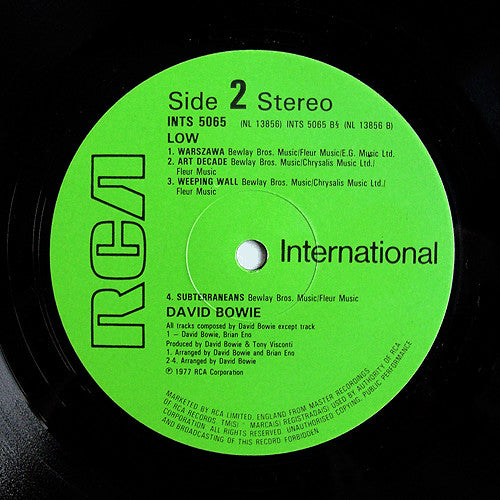 Side 2 Stereo
INTS 5065 (NL 13856) INTS 5065 B½ (NL 13856 B)
LOW
1. WARSZAWA Bewlay Bros. Music/Fleur Music/E.G. Music Ltd.
2. ART DECADE Bewlay Bros. Music/Chrysalis Music Ltd./
Fleur Music
3. WEEPING WALL Bewlay Bros. Music/Chrysalis Music Ltd./
Fleur Music
RCA
International
4. SUBTERRANEANS Bewlay Bros. Music/Fleur Music
DAVID BOWIE
All tracks composed by David Bowie except track
1 – David Bowie, Brian Eno
Produced by David Bowie & Tony Visconti
1. Arranged by David Bowie and Brian Eno
2-4. Arranged by David Bowie
℗ 1977 RCA Corporation
MARKETED BY RCA LIMITED, ENGLAND FROM MASTER RECORDINGS
OF RCA RECORDS. TM(S) ® MARCA(S) REGISTRADA(S) USED BY AUTHORITY OF RCA
CORPORATION. ALL RIGHTS RESERVED. UNAUTHORISED COPYING, PUBLIC PERFORMANCE
AND BROADCASTING OF THIS RECORD FORBIDDEN